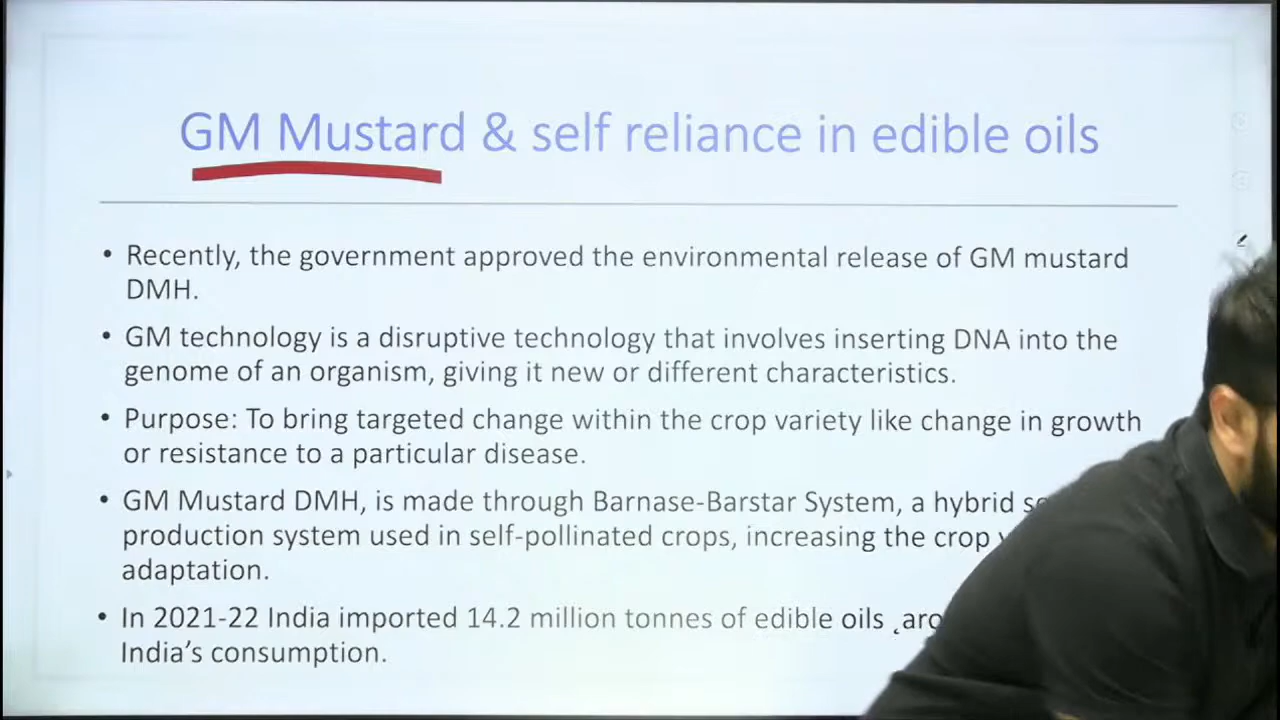 GM Mustard & self reliance in edible oils
• Recently, the government approved the environmental release of GM mustard
DMH.
• GM technology is a disruptive technology that involves inserting DNA into the
genome of an organism, giving it new or different characteristics.
• Purpose: To bring targeted change within the crop variety like change in growth
or resistance to a particular disease.
• GM Mustard DMH, is made through Barnase-Barstar System, a hybrid
production system used in self-pollinated crops, increasing the crop
adaptation.
• In 2021-22 India imported 14.2 million tonnes of edible oils
India's consumption.